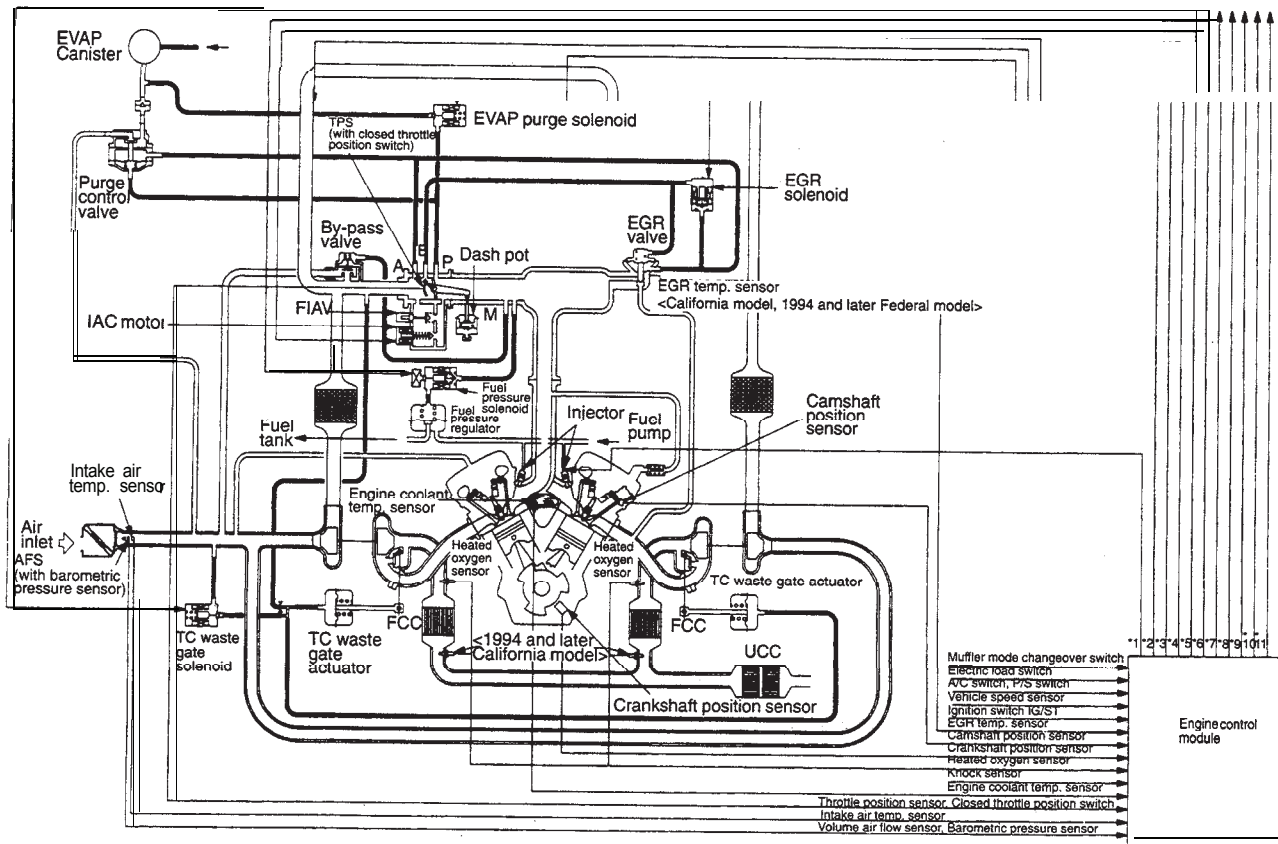 EVAP
Canister
EVAP purge solenoid
TPS
(with closed throttle
position switch)
Purge
control
valve
EGR
solenoid
By-pass
valve
EGR
valve
E
A
P
Dash pot
EGR temp. sensor
<California model, 1994 and later Federal model>
FIAV
M
IAC motor
Fuel
pressure
solenoid
Fuel
pressure
regulator
Injector
Fuel
pump
Camshaft
position
sensor
Fuel
tank
Intake air
temp. sensor
Engine coolant
temp. sensor
Air
inlet
AFS
(with barometric
pressure sensor)
Heated
oxygen
sensor
Heated
oxygen
sensor
TC waste gate actuator
TC waste
gate
solenoid
TC waste
gate
actuator
FCC
FCC
<1994 and later
California model>
UCC
Crankshaft position sensor
*1 *2 *3 *4 *5 *6 *7 *8 *9 *10 *11
Muffler mode changeover switch
Electric load switch
A/C switch, P/S switch
Vehicle speed sensor
Ignition switch IG/ST
EGR temp. sensor
Camshaft position sensor
Crankshaft position sensor
Heated oxygen sensor
Knock sensor
Engine coolant temp. sensor
Throttle position sensor, Closed throttle position switch
Intake air temp. sensor
Volume air flow sensor, Barometric pressure sensor
Engine control
module